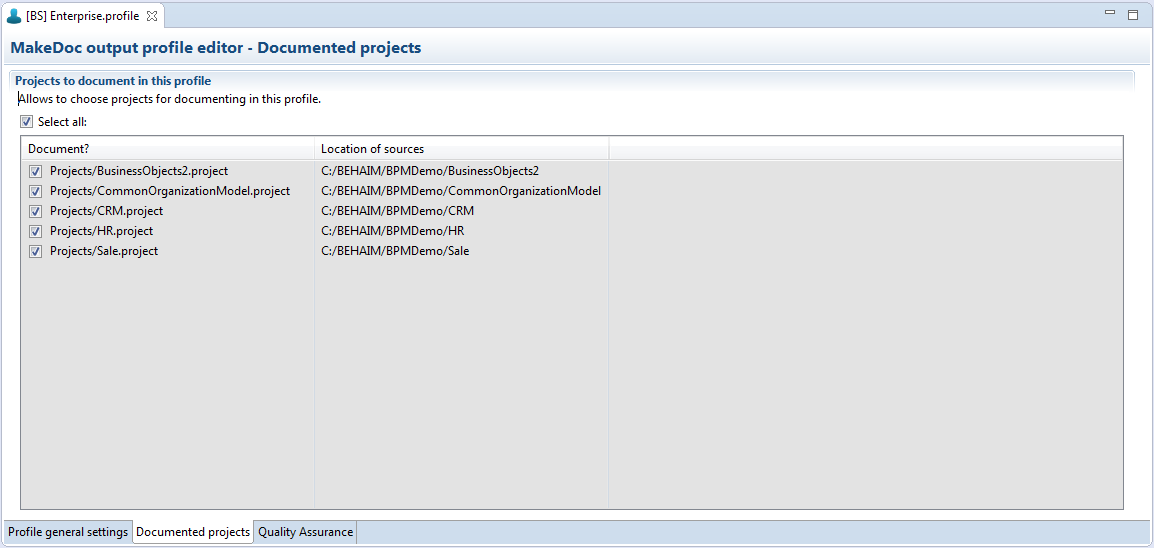 [BS] Enterprise.profile
MakeDoc output profile editor - Documented projects
Projects to document in this profile
Allows to choose projects for documenting in this profile.
Select all:
Document? Location of sources
Projects/BusinessObjects2.project C:/BEHAIM/BPMDemo/BusinessObjects2
Projects/CommonOrganizationModel.project C:/BEHAIM/BPMDemo/CommonOrganizationModel
Projects/CRM.project C:/BEHAIM/BPMDemo/CRM
Projects/HR.project C:/BEHAIM/BPMDemo/HR
Projects/Sale.project C:/BEHAIM/BPMDemo/Sale
Profile general settings Documented projects Quality Assurance